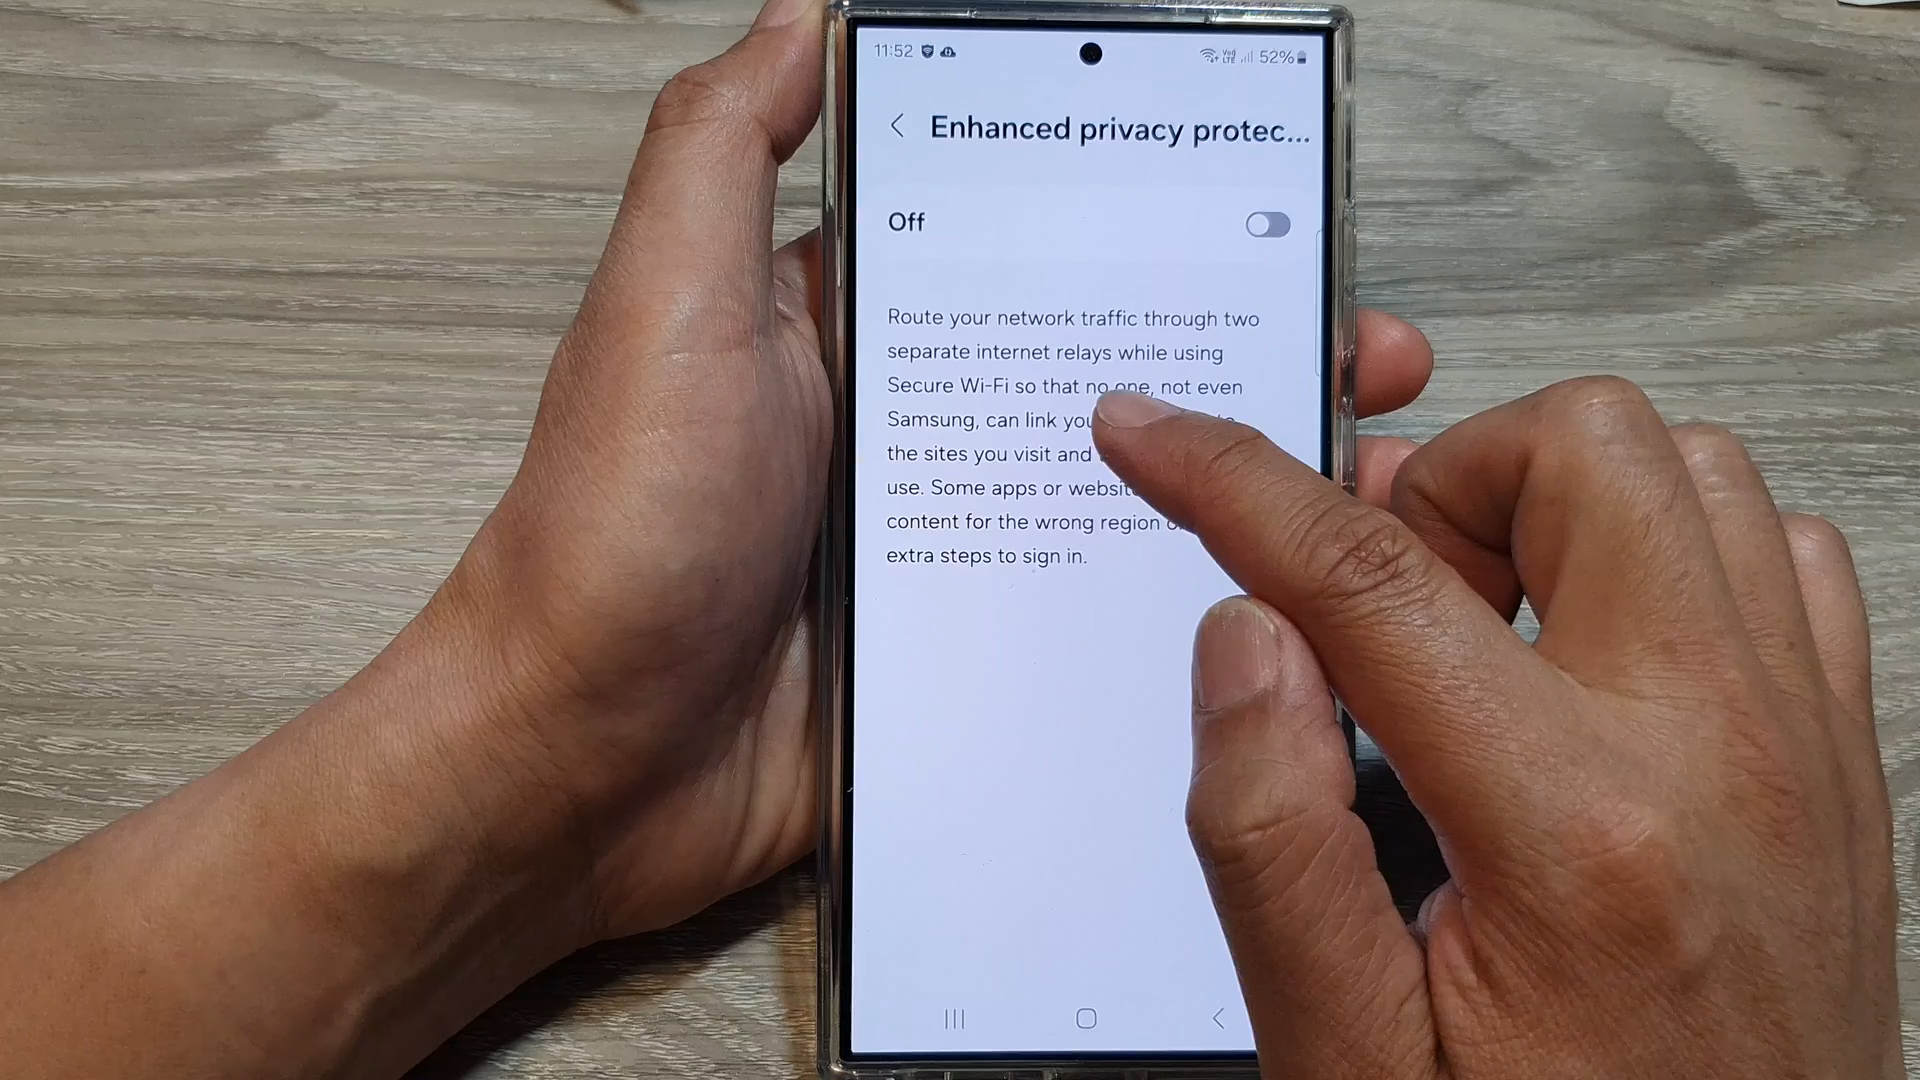 11:52 52%
Enhanced privacy protec...
Off
Route your network traffic through two
separate internet relays while using
Secure Wi-Fi so that no one, not even
Samsung, can link
the sites you visit and
use. Some apps or
content for the wrong region
extra steps to sign in.